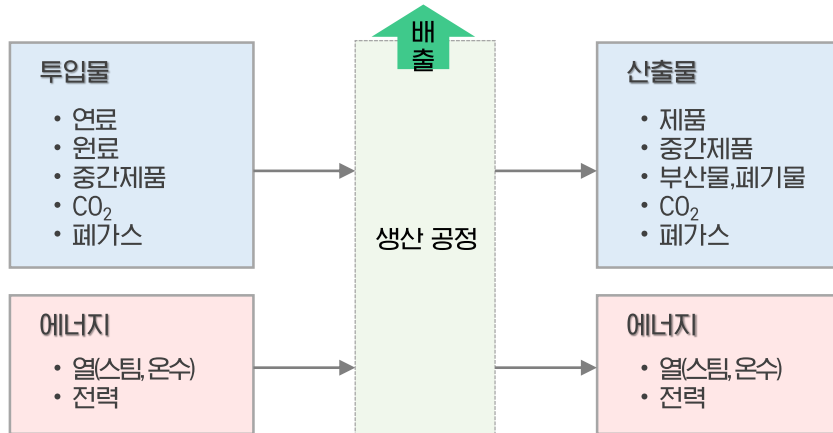 배
출
투입물
• 연료
• 원료
• 중간제품
• CO₂
• 폐가스
생산 공정
산출물
• 제품
• 중간제품
• 부산물,폐기물
• CO₂
• 폐가스
에너지
• 열(스팀, 온수)
• 전력
에너지
• 열(스팀, 온수)
• 전력